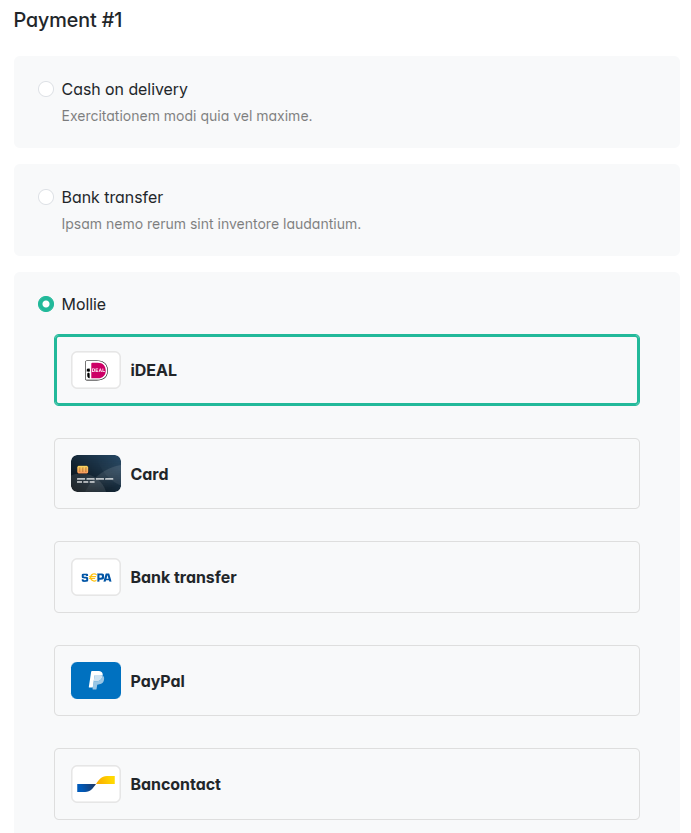 Payment #1
Cash on delivery
Exercitationem modi quia vel maxime.
Bank transfer
Ipsam nemo rerum sint inventore laudantium.
Mollie
iDEAL
iDEAL
Card
S€PA
Bank transfer
PayPal
Bancontact